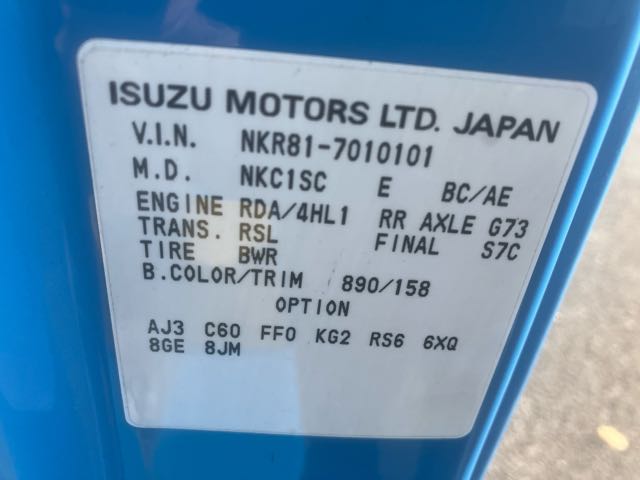 ISUZU MOTORS LTD. JAPAN
V.I.N. NKR81-7010101
M.D. NKC1SC E BC/AE
ENGINE RDA/4HL1 RR AXLE G73
TRANS. RSL FINAL S7C
TIRE BWR
B.COLOR/TRIM 890/158
OPTION
AJ3 C60 FF0 KG2 RS6 6XQ
8GE 8JM